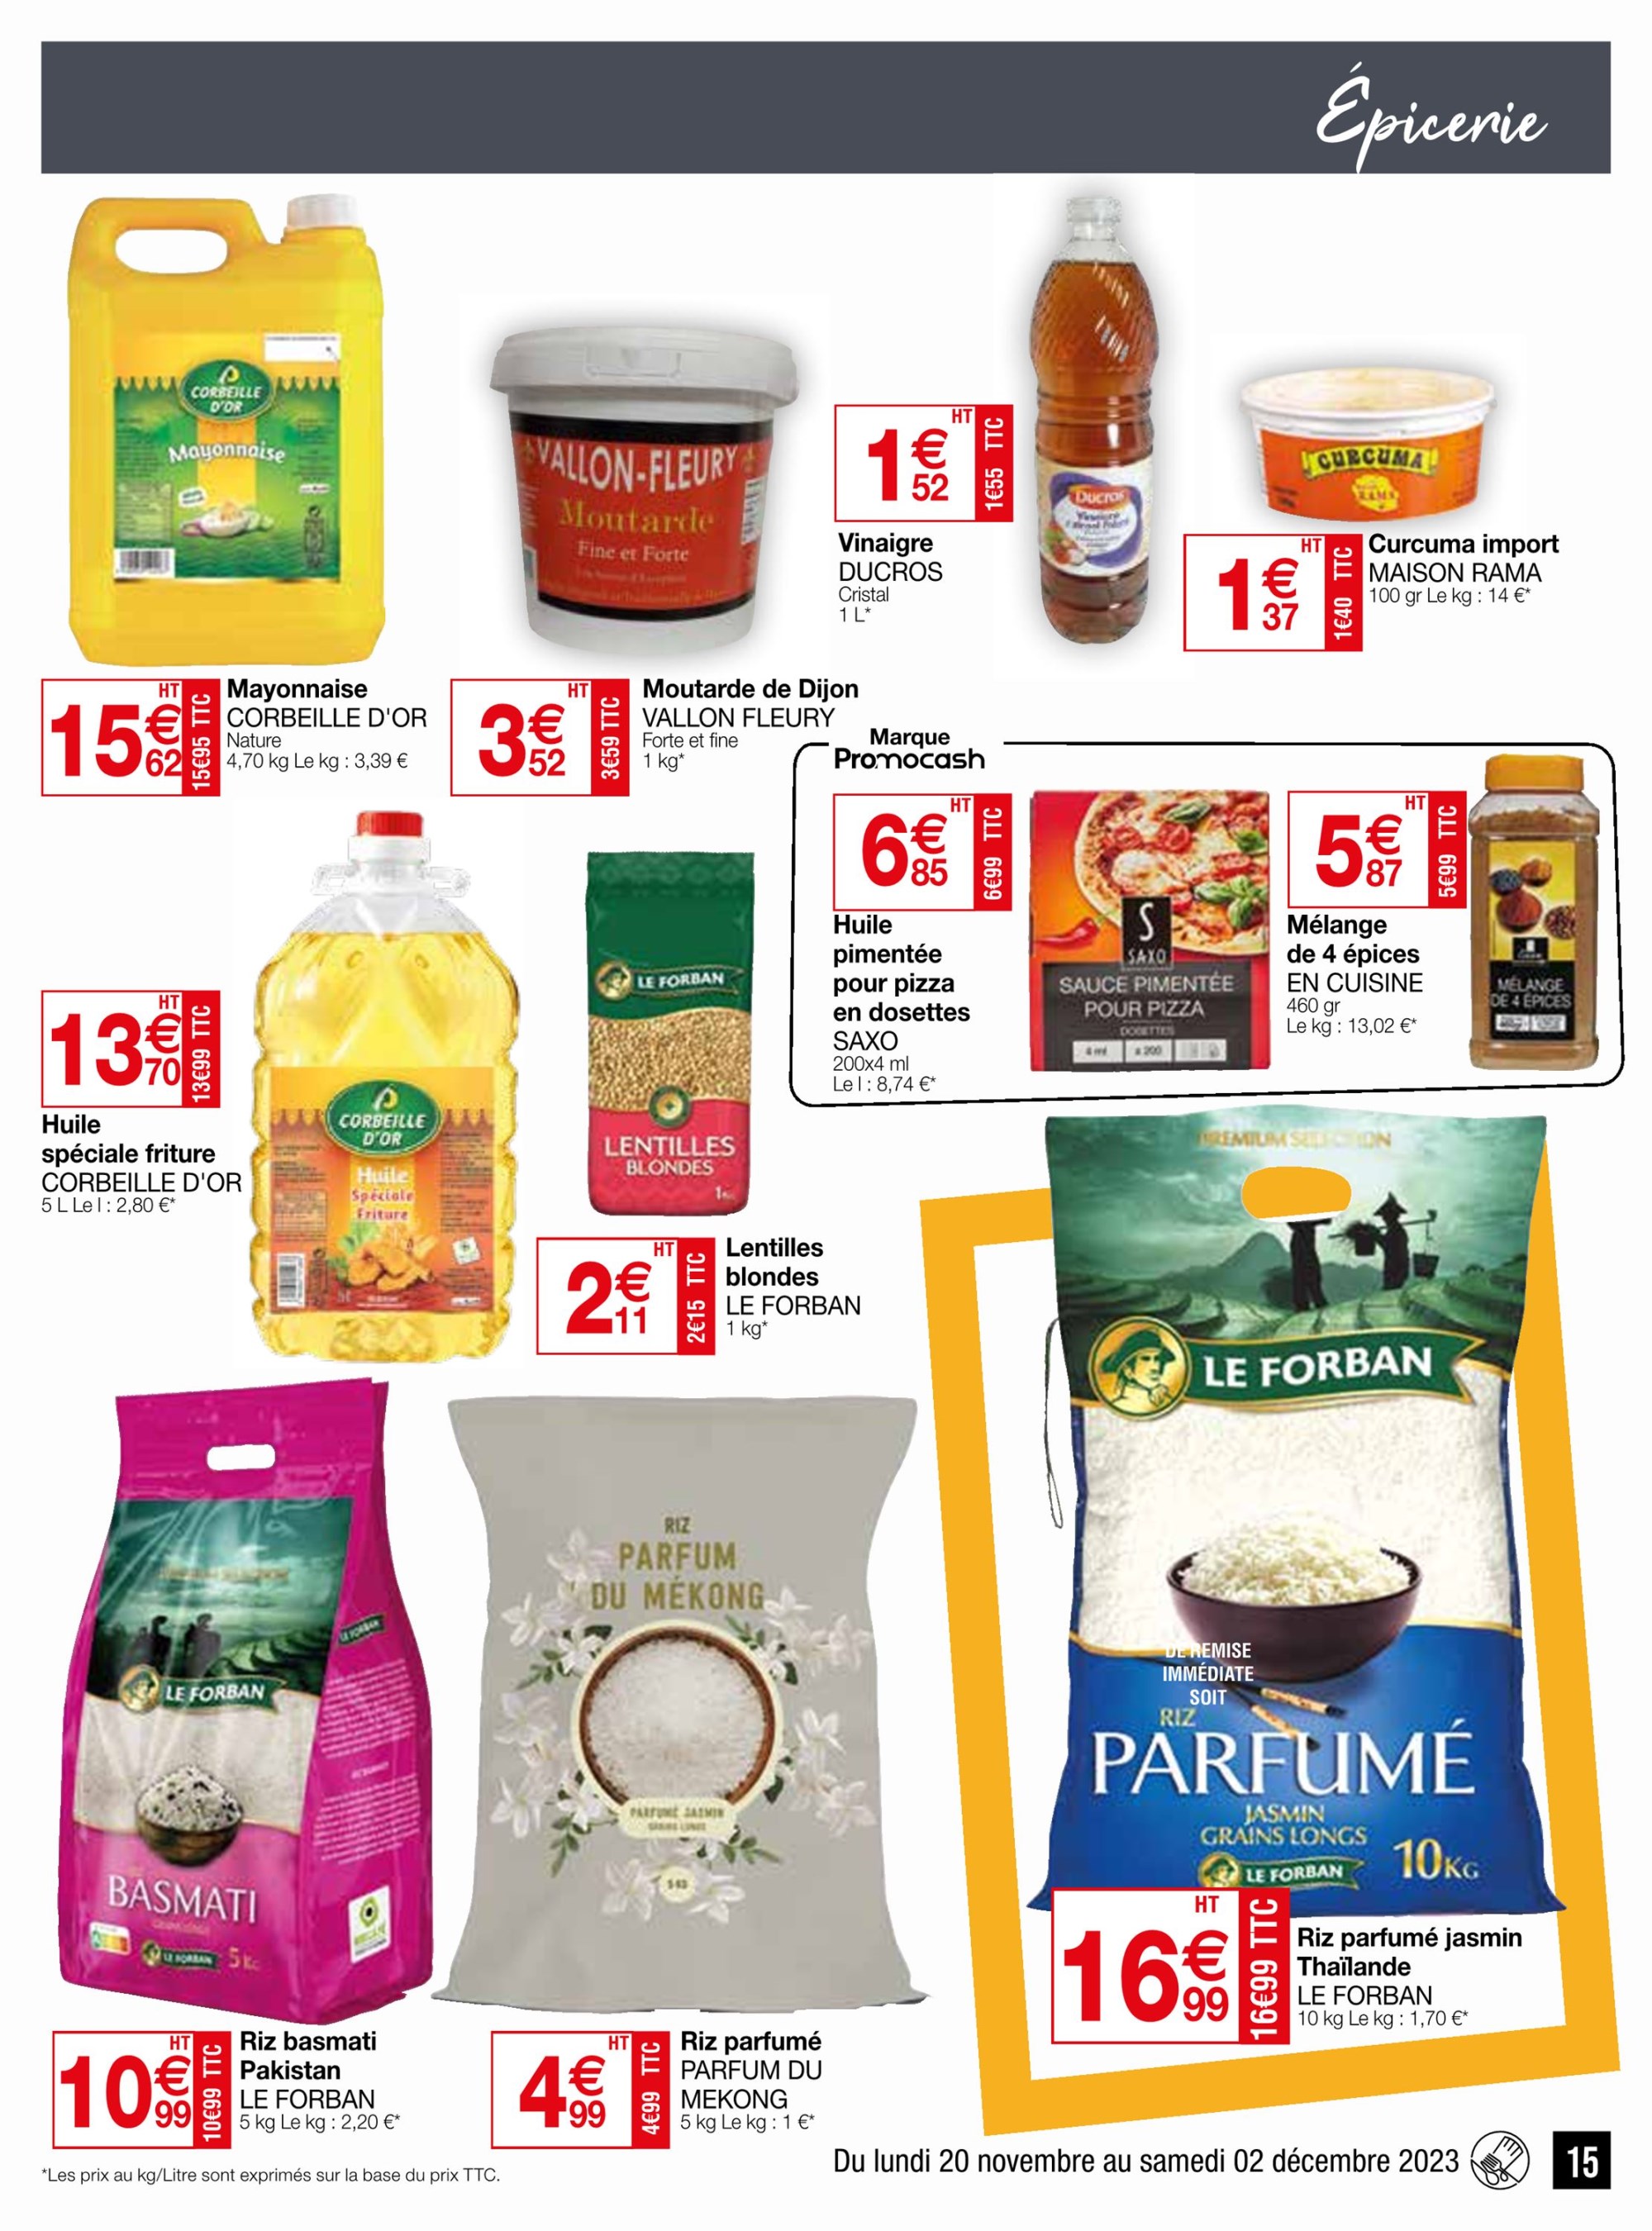 Épicerie
CORBEILLE
D'OR
Mayonnaise
VALLON-FLEURY
Moutarde
Fine et Forte
Ducros
CURCUMA
RAMA
1€52 HT
1€55 TTC
Vinaigre
DUCROS
Cristal
1 L*
1€37 HT
1€40 TTC
Curcuma import
MAISON RAMA
100 gr Le kg : 14 €*
15€62 HT
15€95 TTC
Mayonnaise
CORBEILLE D'OR
Nature
4,70 kg Le kg : 3,39 €
3€52 HT
3€59 TTC
Moutarde de Dijon
VALLON FLEURY
Forte et fine
1 kg*
Marque
Promocash
6€85 HT
6€99 TTC
Huile
pimentée
pour pizza
en dosettes
SAXO
200x4 ml
Le l : 8,74 €*
S
SAXO
SAUCE PIMENTÉE
POUR PIZZA
DOSETTES
4 ml
x 200
5€87 HT
5€99 TTC
Mélange
de 4 épices
EN CUISINE
460 gr
Le kg : 13,02 €*
MÉLANGE
DE 4 ÉPICES
13€70 HT
13€99 TTC
Huile
spéciale friture
CORBEILLE D'OR
5 L Le l : 2,80 €*
CORBEILLE
D'OR
Huile
Spéciale
Friture
LE FORBAN
LENTILLES
BLONDES
2€11 HT
2€15 TTC
Lentilles
blondes
LE FORBAN
1 kg*
PREMIUM SELECTION
LE FORBAN
DE REMISE
IMMÉDIATE
SOIT
RIZ
PARFUMÉ
JASMIN
GRAINS LONGS
LE FORBAN
10KG
16€99 HT
16€99 TTC
Riz parfumé jasmin
Thaïlande
LE FORBAN
10 kg Le kg : 1,70 €*
LE FORBAN
LE FORBAN
BASMATI
LE FORBAN
5 KG
10€99 HT
10€99 TTC
Riz basmati
Pakistan
LE FORBAN
5 kg Le kg : 2,20 €*
RIZ
PARFUM
DU MÉKONG
PARFUMÉ JASMIN
GRAINS LONGS
5 KG
4€99 HT
4€99 TTC
Riz parfumé
PARFUM DU
MEKONG
5 kg Le kg : 1 €*
*Les prix au kg/Litre sont exprimés sur la base du prix TTC.
Du lundi 20 novembre au samedi 02 décembre 2023
15